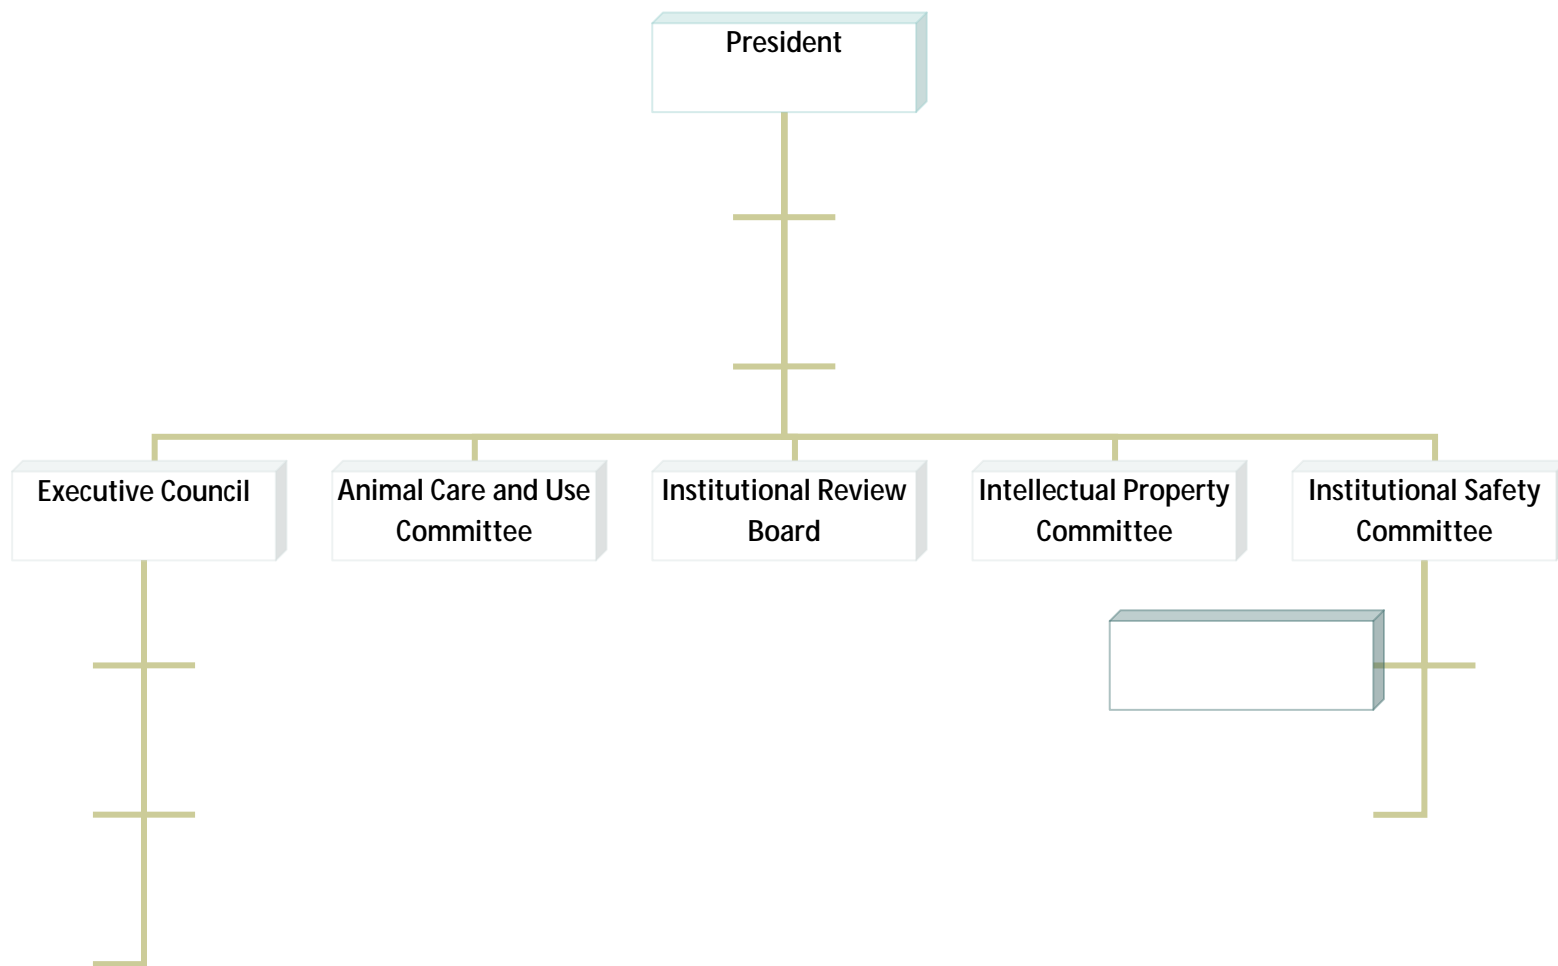 President
Executive Council
Animal Care and Use
Committee
Institutional Review
Board
Intellectual Property
Committee
Institutional Safety
Committee